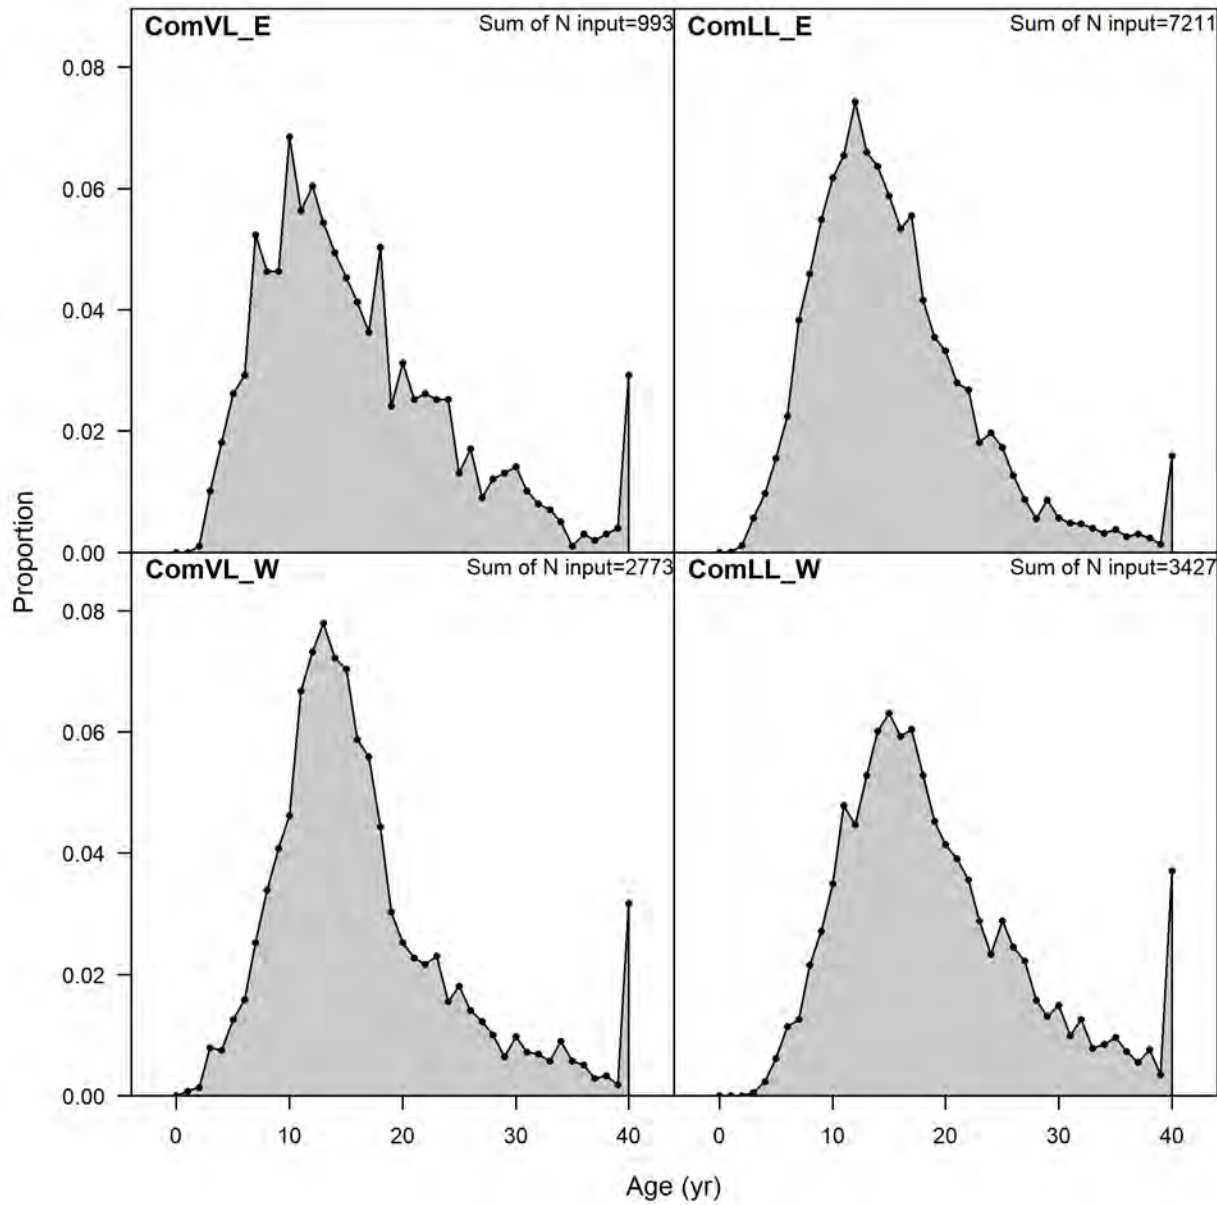 ComVL_E Sum of N input=993
ComLL_E Sum of N input=7211
0.08
0.06
0.04
0.02
0.00
ComVL_W Sum of N input=2773
ComLL_W Sum of N input=3427
0.08
0.06
0.04
0.02
0.00
Proportion
0 10 20 30 40
0 10 20 30 40
Age (yr)